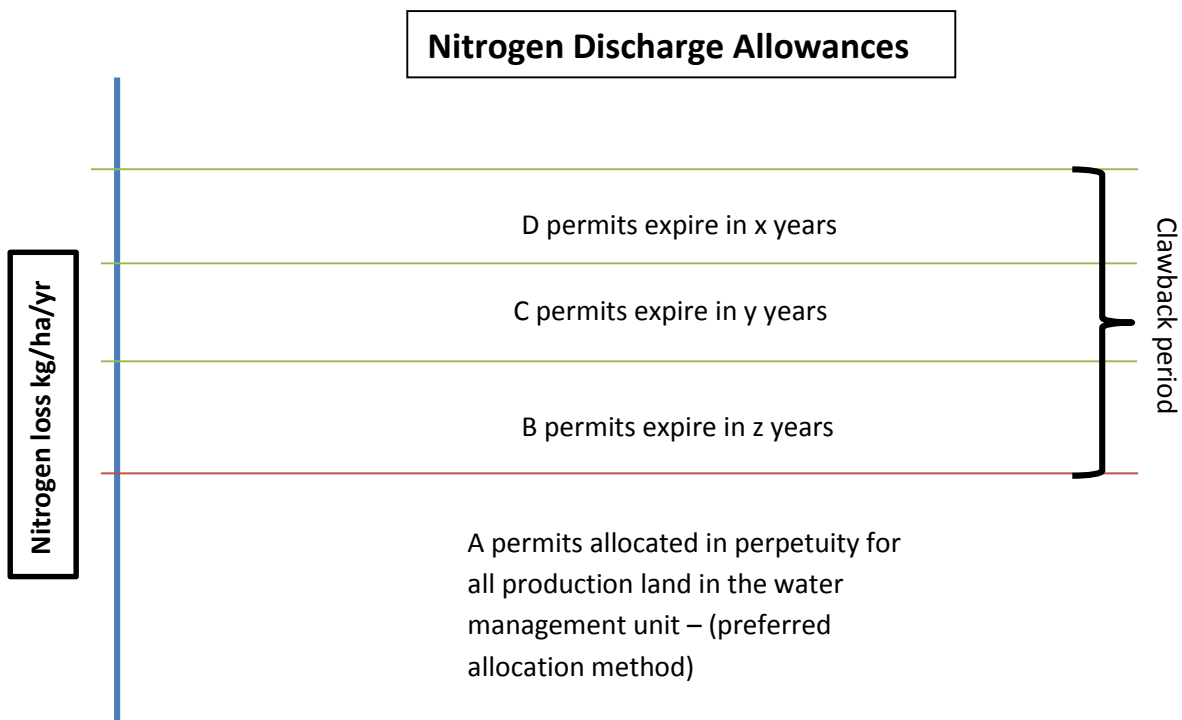 Nitrogen Discharge Allowances
D permits expire in x years
C permits expire in y years
B permits expire in z years
A permits allocated in perpetuity for
all production land in the water
management unit – (preferred
allocation method)
Nitrogen loss kg/ha/yr
Clawback period